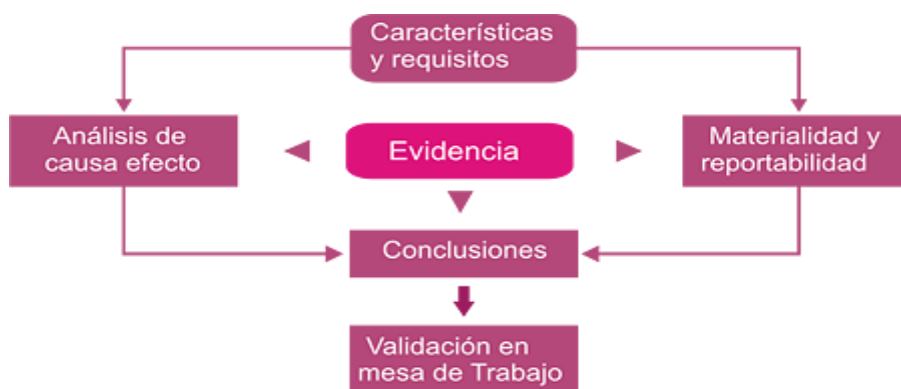 Características
y requisitos
Análisis de
causa efecto
Evidencia
Materialidad y
reportabilidad
Conclusiones
Validación en
mesa de Trabajo